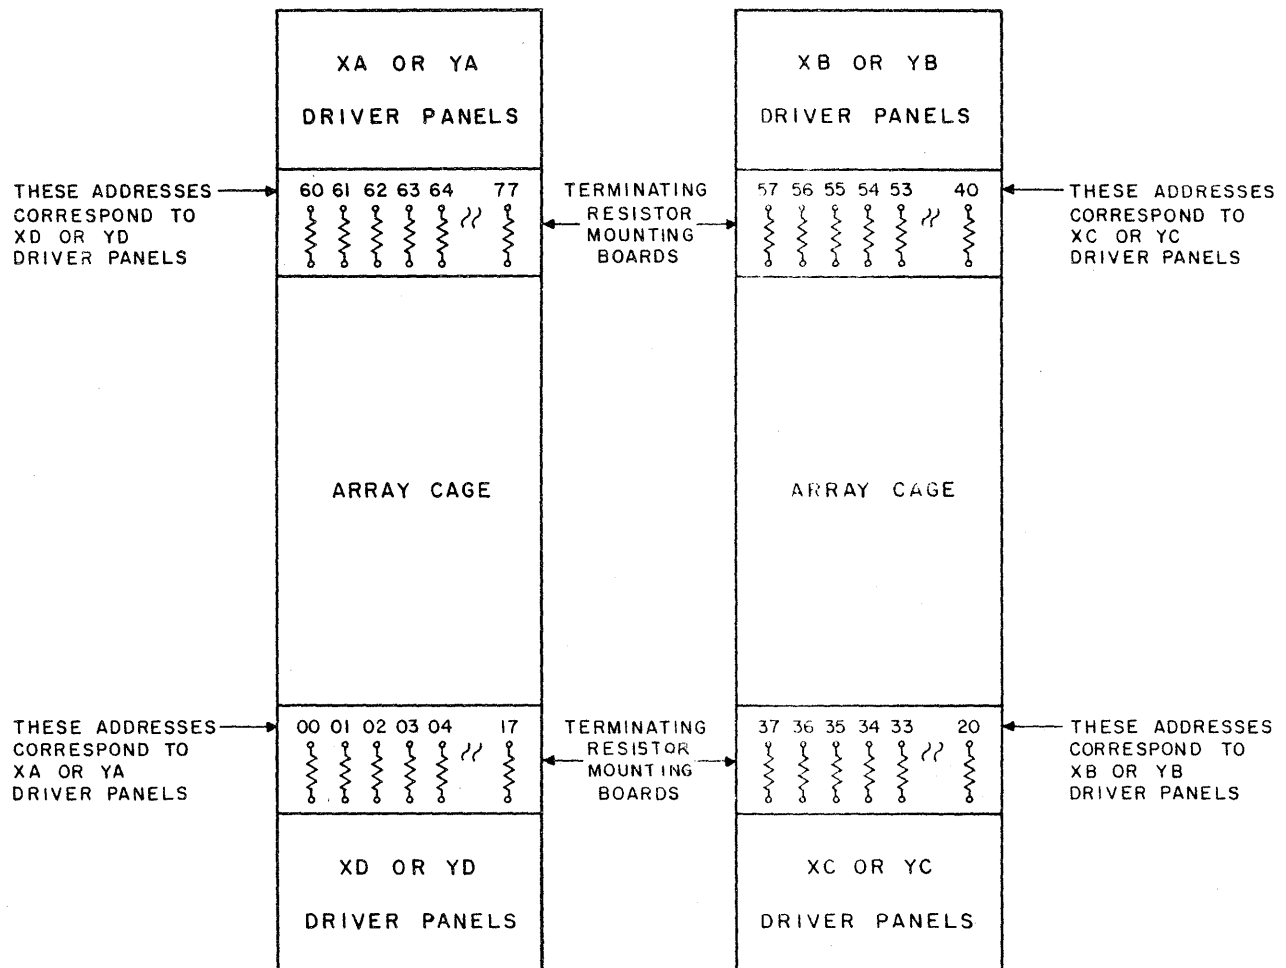 XA OR YA
DRIVER PANELS
XB OR YB
DRIVER PANELS
THESE ADDRESSES
CORRESPOND TO
XD OR YD
DRIVER PANELS
60 61 62 63 64 77
TERMINATING
RESISTOR
MOUNTING
BOARDS
57 56 55 54 53 40
THESE ADDRESSES
CORRESPOND TO
XC OR YC
DRIVER PANELS
ARRAY CAGE
ARRAY CAGE
THESE ADDRESSES
CORRESPOND TO
XA OR YA
DRIVER PANELS
00 01 02 03 04 17
TERMINATING
RESISTOR
MOUNTING
BOARDS
37 36 35 34 33 20
THESE ADDRESSES
CORRESPOND TO
XB OR YB
DRIVER PANELS
XD OR YD
DRIVER PANELS
XC OR YC
DRIVER PANELS